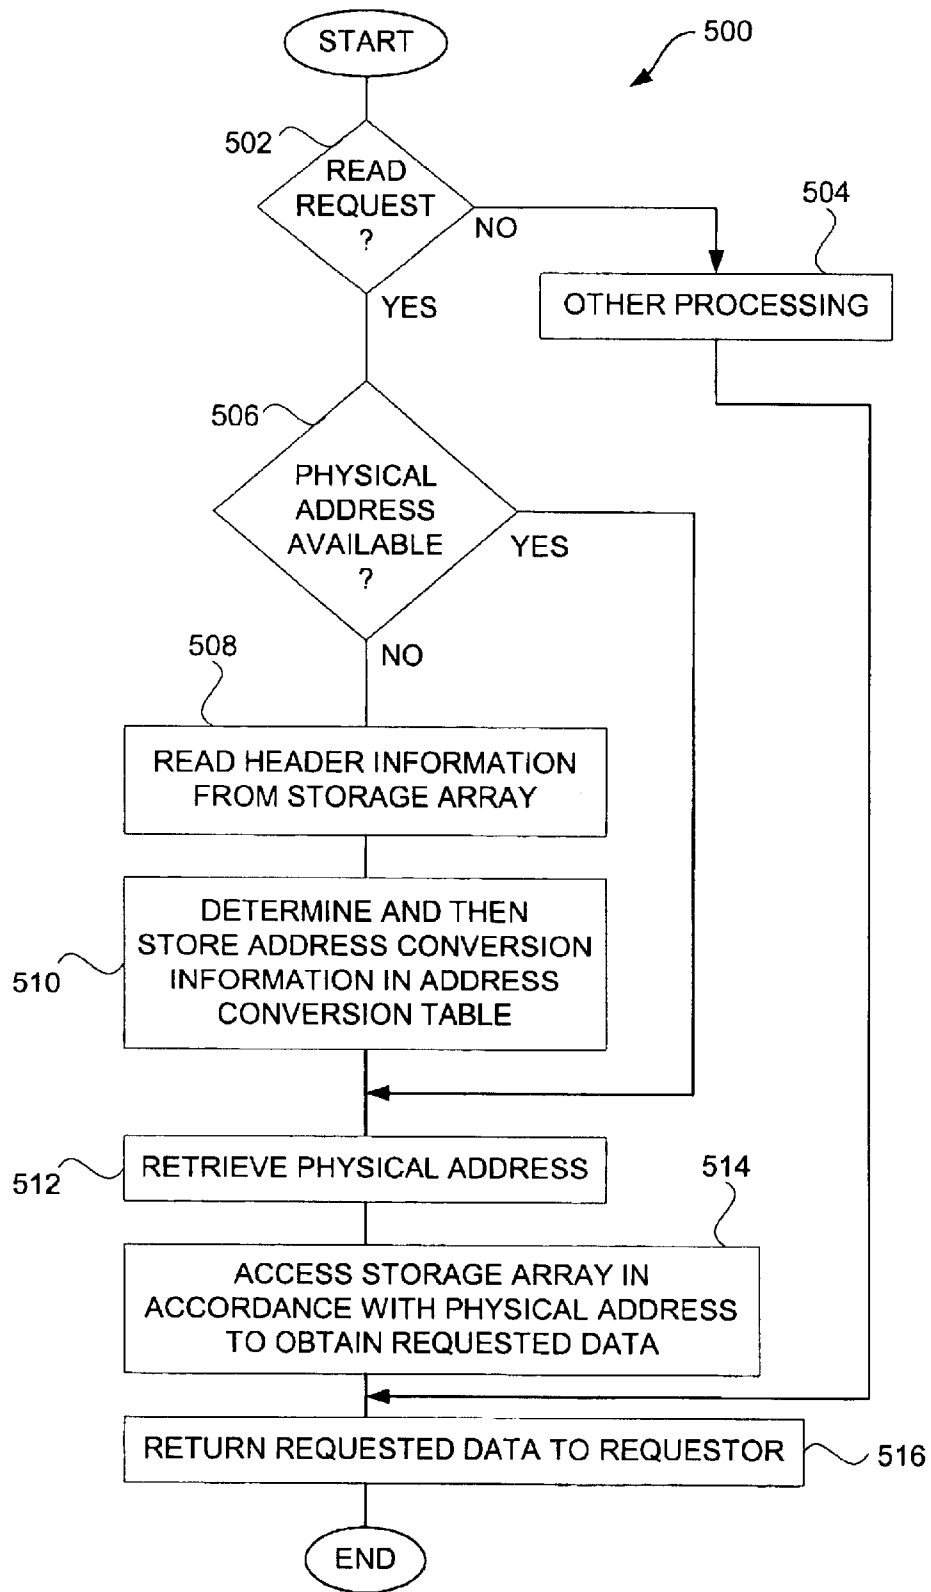 START
500
502
READ
REQUEST
?
NO
504
YES
OTHER PROCESSING
506
PHYSICAL
ADDRESS
AVAILABLE
?
YES
NO
508
READ HEADER INFORMATION
FROM STORAGE ARRAY
DETERMINE AND THEN
STORE ADDRESS CONVERSION
INFORMATION IN ADDRESS
CONVERSION TABLE
510
RETRIEVE PHYSICAL ADDRESS
512
514
ACCESS STORAGE ARRAY IN
ACCORDANCE WITH PHYSICAL ADDRESS
TO OBTAIN REQUESTED DATA
RETURN REQUESTED DATA TO REQUESTOR
516
END